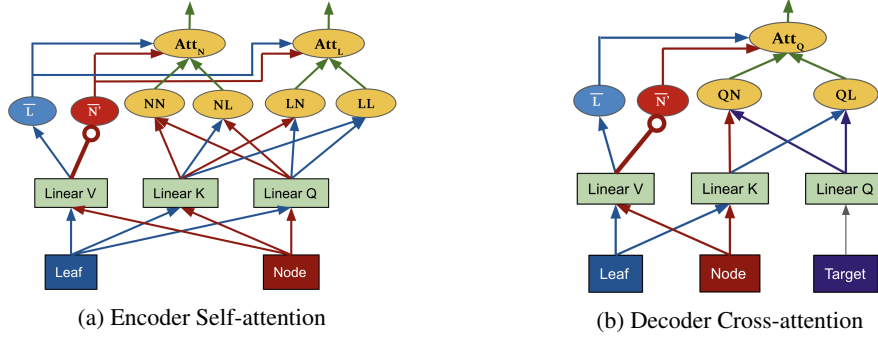 Att_N Att_L Att_Q
L̅ N̅' NN NL LN LL L̅ N̅' QN QL
Linear V Linear K Linear Q Linear V Linear K Linear Q
Leaf Node Leaf Node Target
(a) Encoder Self-attention
(b) Decoder Cross-attention